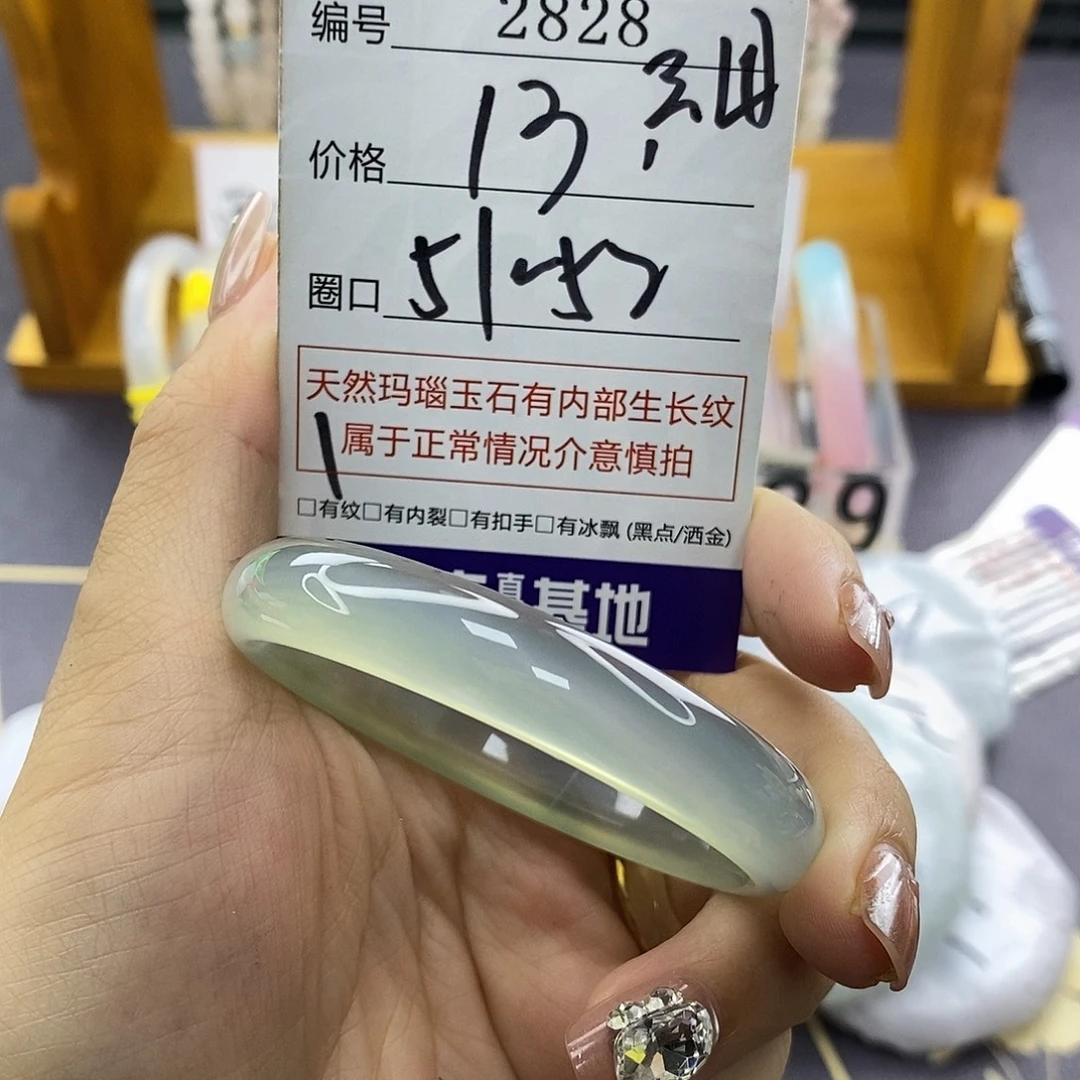 编号 2828
价格 13
圈口 51-57
天然玛瑙玉石有内部生长纹
属于正常情况介意慎拍
□有纹□有内裂□有扣手□有冰飘 (黑点/洒金)
真基地
9